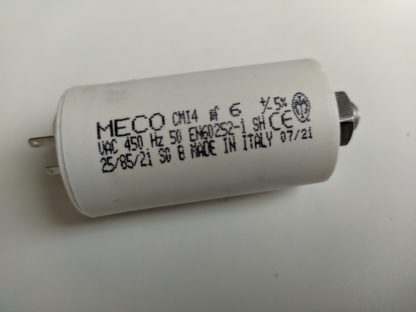 MECO CMI4 µF 6 +/-5%
VAC 450 Hz 50 EN60252-1 SH CE
25/85/21 S0 B MADE IN ITALY 07/21